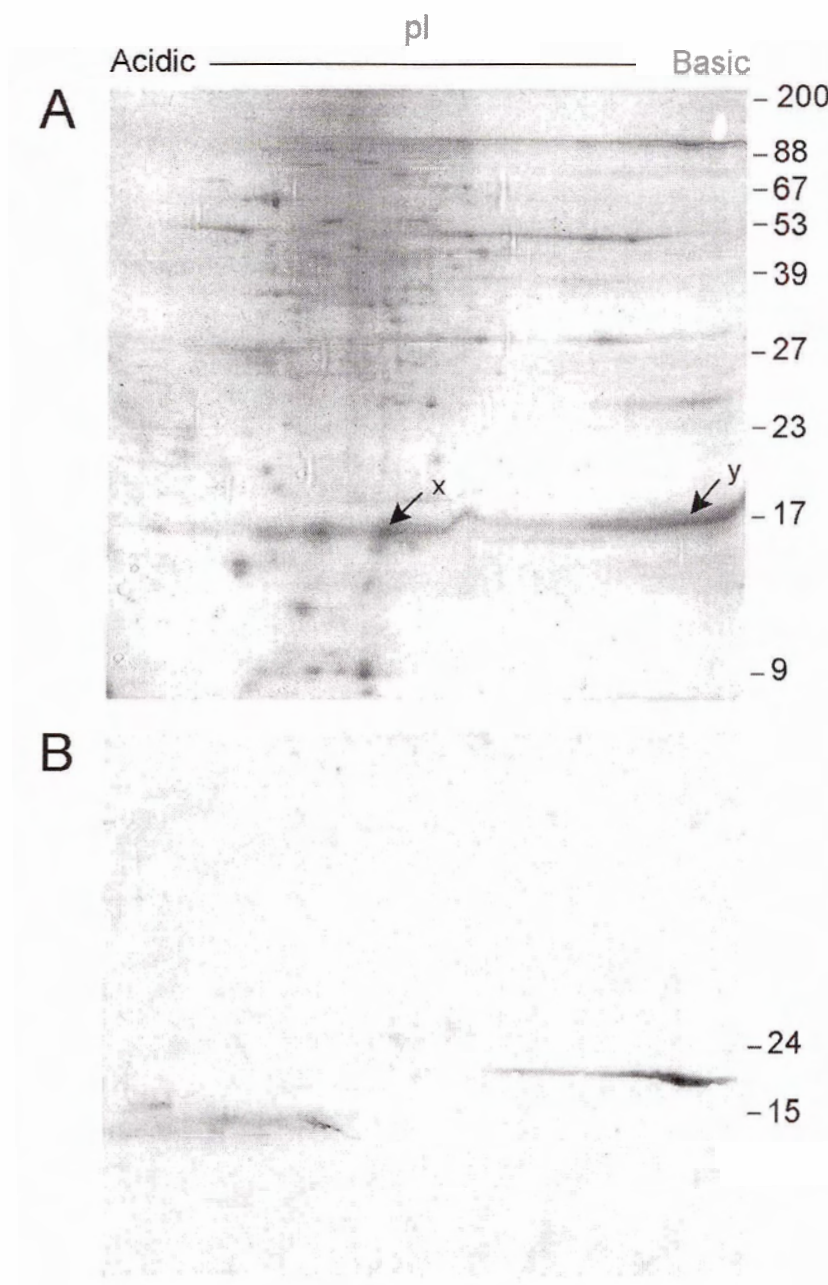 pI
Acidic Basic
A
- 200
- 88
- 67
- 53
- 39
- 27
- 23
x
y
- 17
- 9
B
- 24
- 15